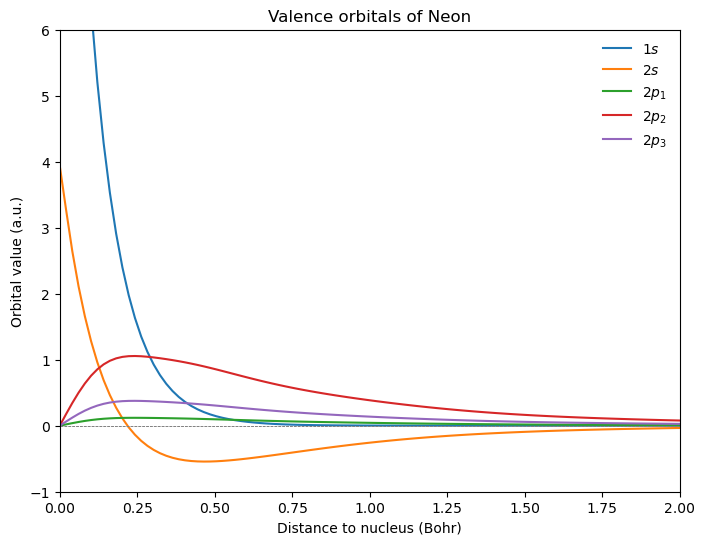 Valence orbitals of Neon
Orbital value (a.u.)
6
5
4
3
2
1
0
−1
0.00 0.25 0.50 0.75 1.00 1.25 1.50 1.75 2.00
Distance to nucleus (Bohr)
1s
2s
2p₁
2p₂
2p₃